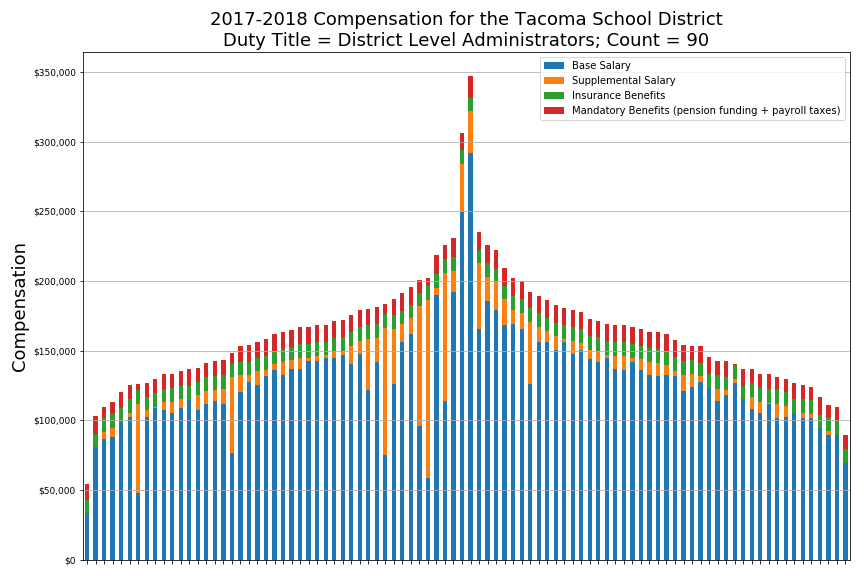 2017-2018 Compensation for the Tacoma School District
Duty Title = District Level Administrators; Count = 90
Base Salary
Supplemental Salary
Insurance Benefits
Mandatory Benefits (pension funding + payroll taxes)
Compensation
$350,000
$300,000
$250,000
$200,000
$150,000
$100,000
$50,000
$0